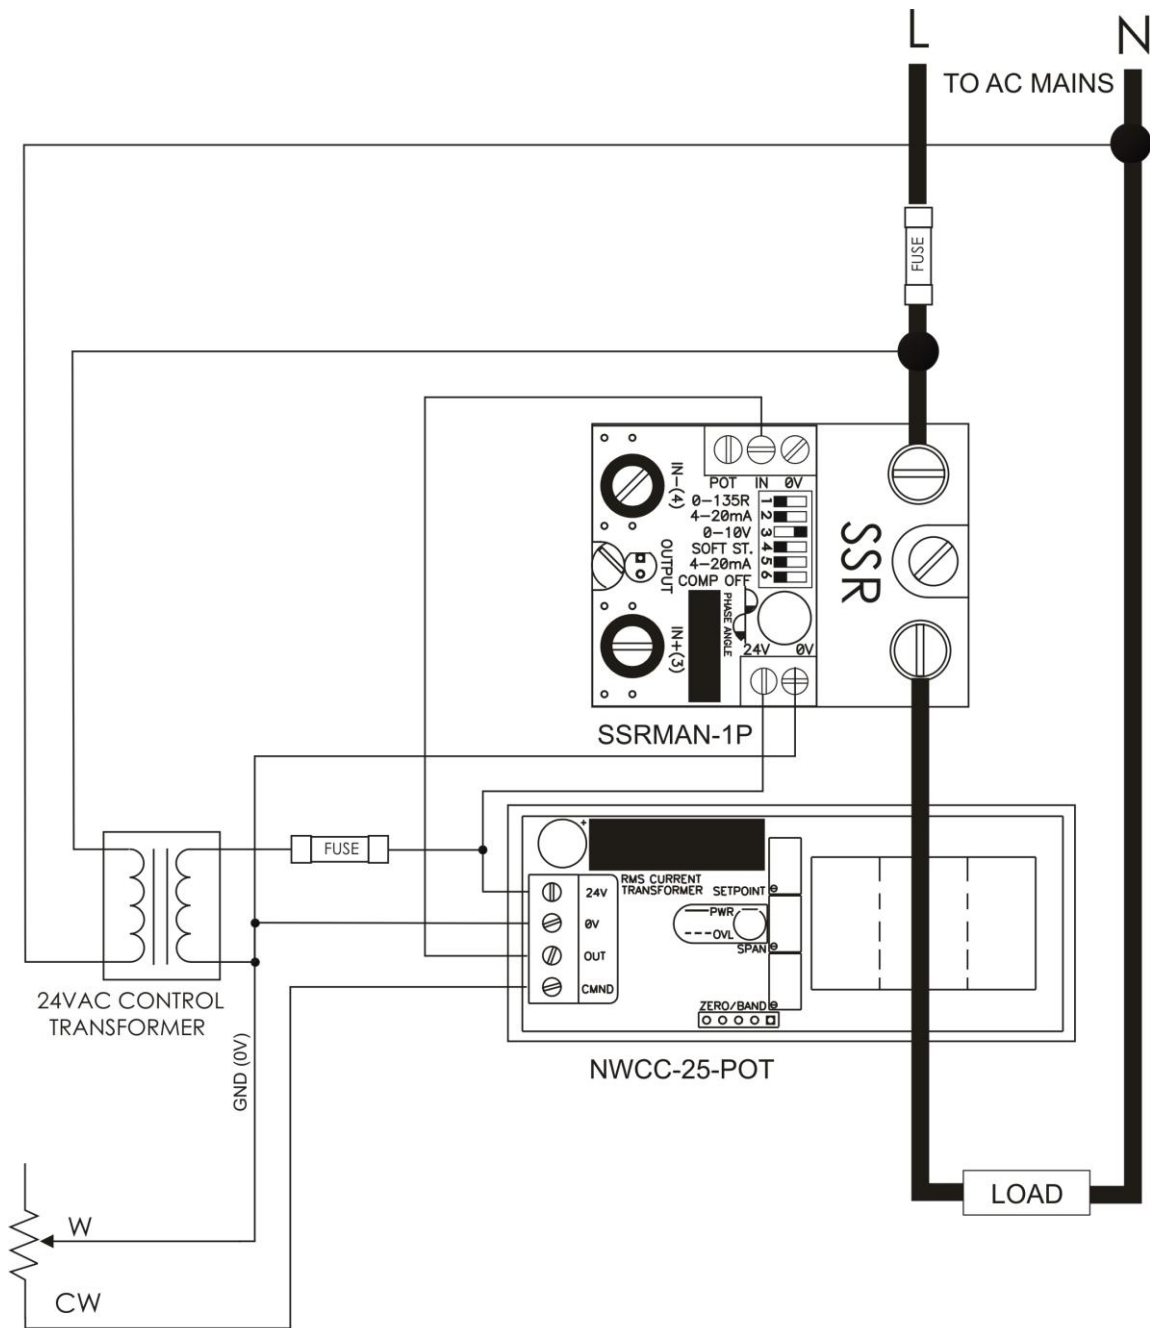 L
N
TO AC MAINS
FUSE
IN-(4)
POT IN 0V
0-135R
4-20mA
0-10V
SOFT ST.
4-20mA
COMP OFF
1
2
3
4
5
6
OUTPUT
SSR
IN+(3)
PHASE ANGLE
24V 0V
SSRMAN-1P
FUSE
+
RMS CURRENT
TRANSFORMER
SETPOINT
24V
0V
OUT
CMND
PWR
OVL
SPAN
ZERO/BAND
24VAC CONTROL
TRANSFORMER
GND (0V)
NWCC-25-POT
LOAD
W
CW